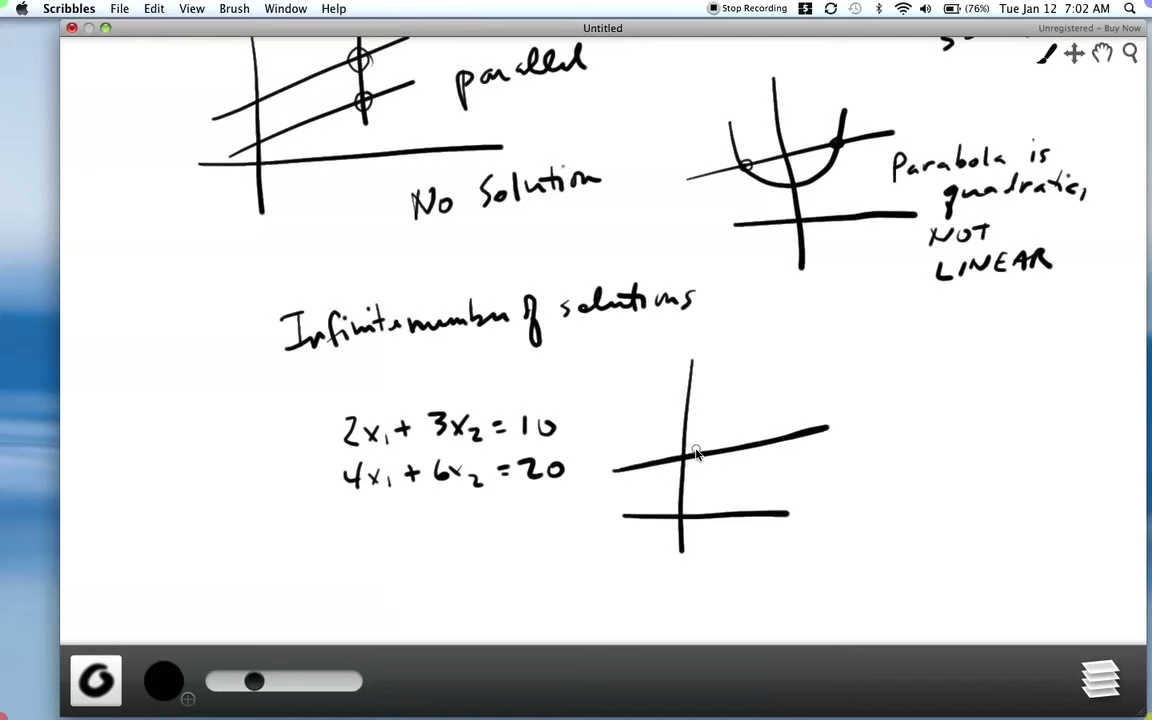 Scribbles File Edit View Brush Window Help Stop Recording (76%) Tue Jan 12 7:02 AM
Untitled
Unregistered – Buy Now
parallel
No Solution
Parabola is
quadratic,
NOT
LINEAR
Infinite number of solutions
2x₁ + 3x₂ = 10
4x₁ + 6x₂ = 20